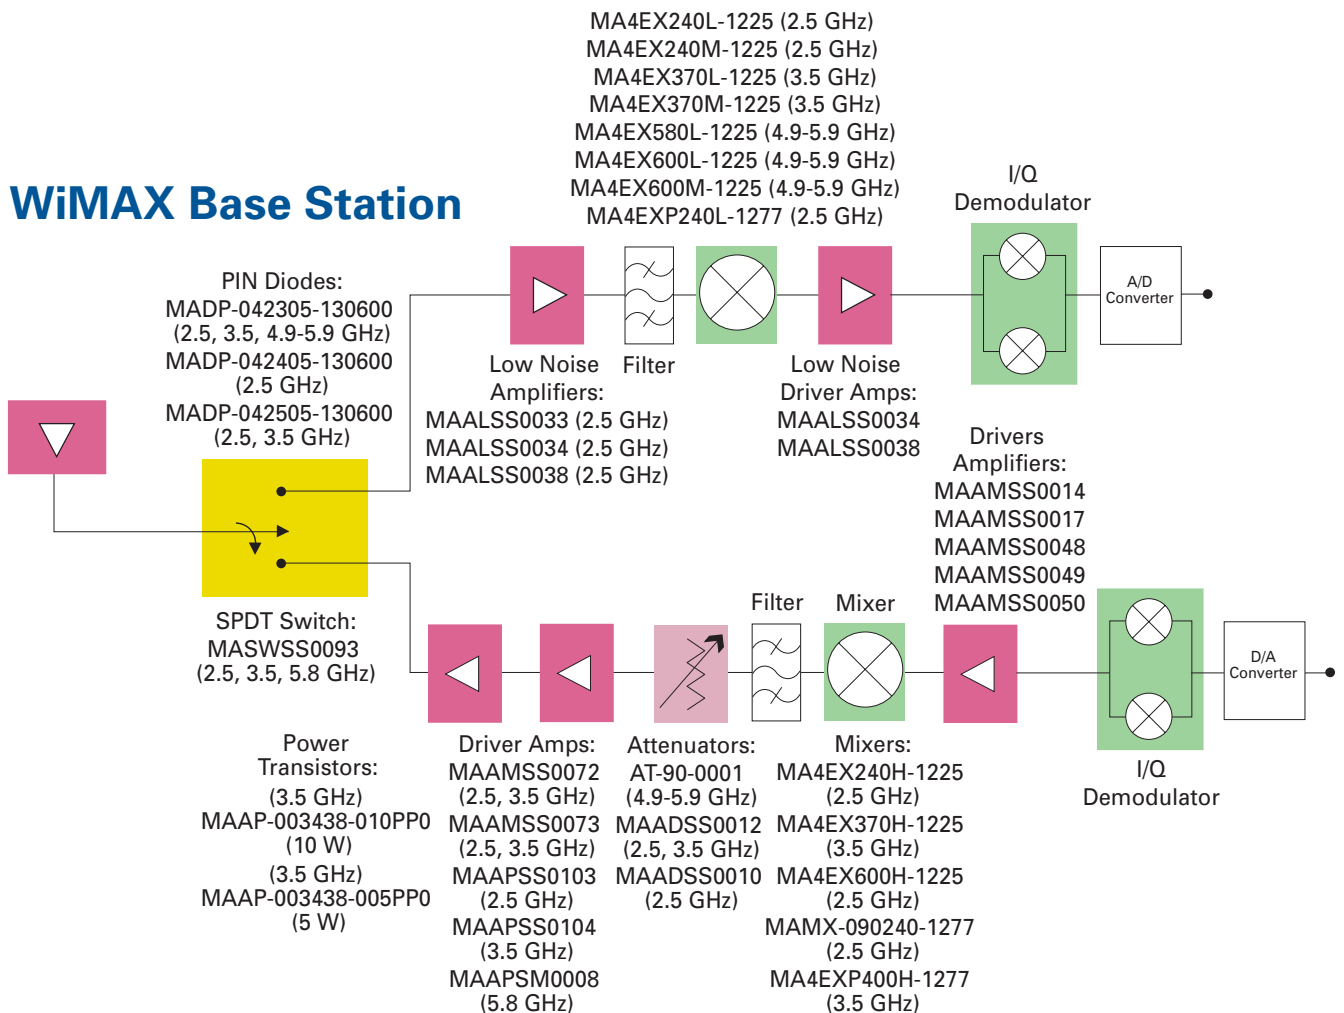 MA4EX240L-1225 (2.5 GHz)
MA4EX240M-1225 (2.5 GHz)
MA4EX370L-1225 (3.5 GHz)
MA4EX370M-1225 (3.5 GHz)
MA4EX580L-1225 (4.9-5.9 GHz)
MA4EX600L-1225 (4.9-5.9 GHz)
MA4EX600M-1225 (4.9-5.9 GHz)
MA4EXP240L-1277 (2.5 GHz)
WiMAX Base Station
I/Q
Demodulator
A/D
Converter
PIN Diodes:
MADP-042305-130600
(2.5, 3.5, 4.9-5.9 GHz)
MADP-042405-130600
(2.5 GHz)
MADP-042505-130600
(2.5, 3.5 GHz)
Low Noise
Amplifiers:
MAALSS0033 (2.5 GHz)
MAALSS0034 (2.5 GHz)
MAALSS0038 (2.5 GHz)
Filter
Low Noise
Driver Amps:
MAALSS0034
MAALSS0038
Drivers
Amplifiers:
MAAMSS0014
MAAMSS0017
MAAMSS0048
MAAMSS0049
MAAMSS0050
SPDT Switch:
MASWSS0093
(2.5, 3.5, 5.8 GHz)
Filter
Mixer
D/A
Converter
Power
Transistors:
(3.5 GHz)
MAAP-003438-010PP0
(10 W)
(3.5 GHz)
MAAP-003438-005PP0
(5 W)
Driver Amps:
MAAMSS0072
(2.5, 3.5 GHz)
MAAMSS0073
(2.5, 3.5 GHz)
MAAPSS0103
(2.5 GHz)
MAAPSS0104
(3.5 GHz)
MAAPSM0008
(5.8 GHz)
Attenuators:
AT-90-0001
(4.9-5.9 GHz)
MAADSS0012
(2.5, 3.5 GHz)
MAADSS0010
(2.5 GHz)
Mixers:
MA4EX240H-1225
(2.5 GHz)
MA4EX370H-1225
(3.5 GHz)
MA4EX600H-1225
(2.5 GHz)
MAMX-090240-1277
(2.5 GHz)
MA4EXP400H-1277
(3.5 GHz)
I/Q
Demodulator